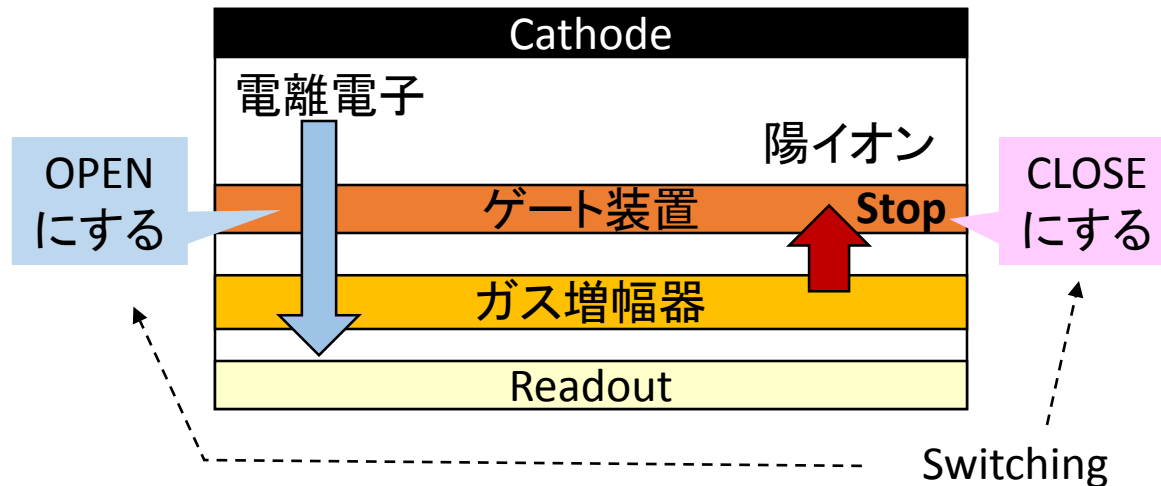 Cathode
電離電子
陽イオン
OPEN
にする
ゲート装置
Stop
CLOSE
にする
ガス増幅器
Readout
Switching